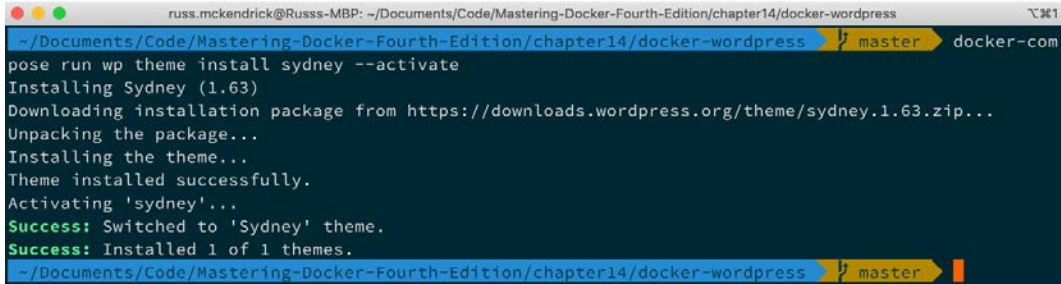 russ.mckendrick@Russs-MBP: ~/Documents/Code/Mastering-Docker-Fourth-Edition/chapter14/docker-wordpress ⌥⌘1
~/Documents/Code/Mastering-Docker-Fourth-Edition/chapter14/docker-wordpress master docker-com
pose run wp theme install sydney --activate
Installing Sydney (1.63)
Downloading installation package from https://downloads.wordpress.org/theme/sydney.1.63.zip...
Unpacking the package...
Installing the theme...
Theme installed successfully.
Activating 'sydney'...
Success: Switched to 'Sydney' theme.
Success: Installed 1 of 1 themes.
~/Documents/Code/Mastering-Docker-Fourth-Edition/chapter14/docker-wordpress master